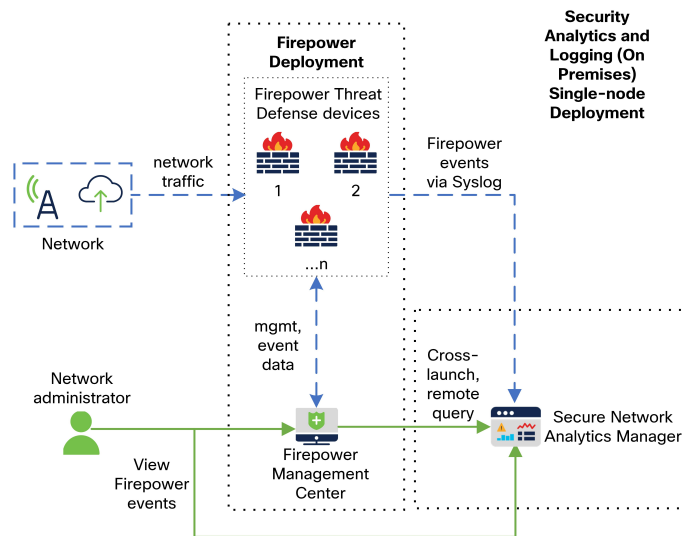 Security
Analytics and
Logging (On
Premises)
Single-node
Deployment
Firepower
Deployment
Firepower Threat
Defense devices
1
2
...n
network
traffic
Network
Firepower
events
via Syslog
mgmt,
event
data
Cross-
launch,
remote
query
Network
administrator
Secure Network
Analytics Manager
Firepower
Management
Center
View
Firepower
events